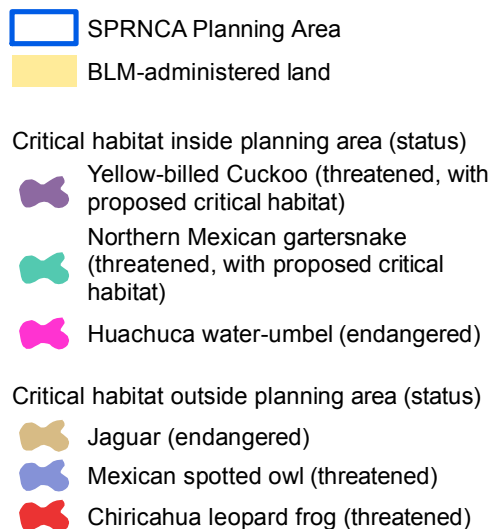 SPRNCA Planning Area
BLM-administered land
Critical habitat inside planning area (status)
Yellow-billed Cuckoo (threatened, with
proposed critical habitat)
Northern Mexican gartersnake
(threatened, with proposed critical
habitat)
Huachuca water-umbel (endangered)
Critical habitat outside planning area (status)
Jaguar (endangered)
Mexican spotted owl (threatened)
Chiricahua leopard frog (threatened)